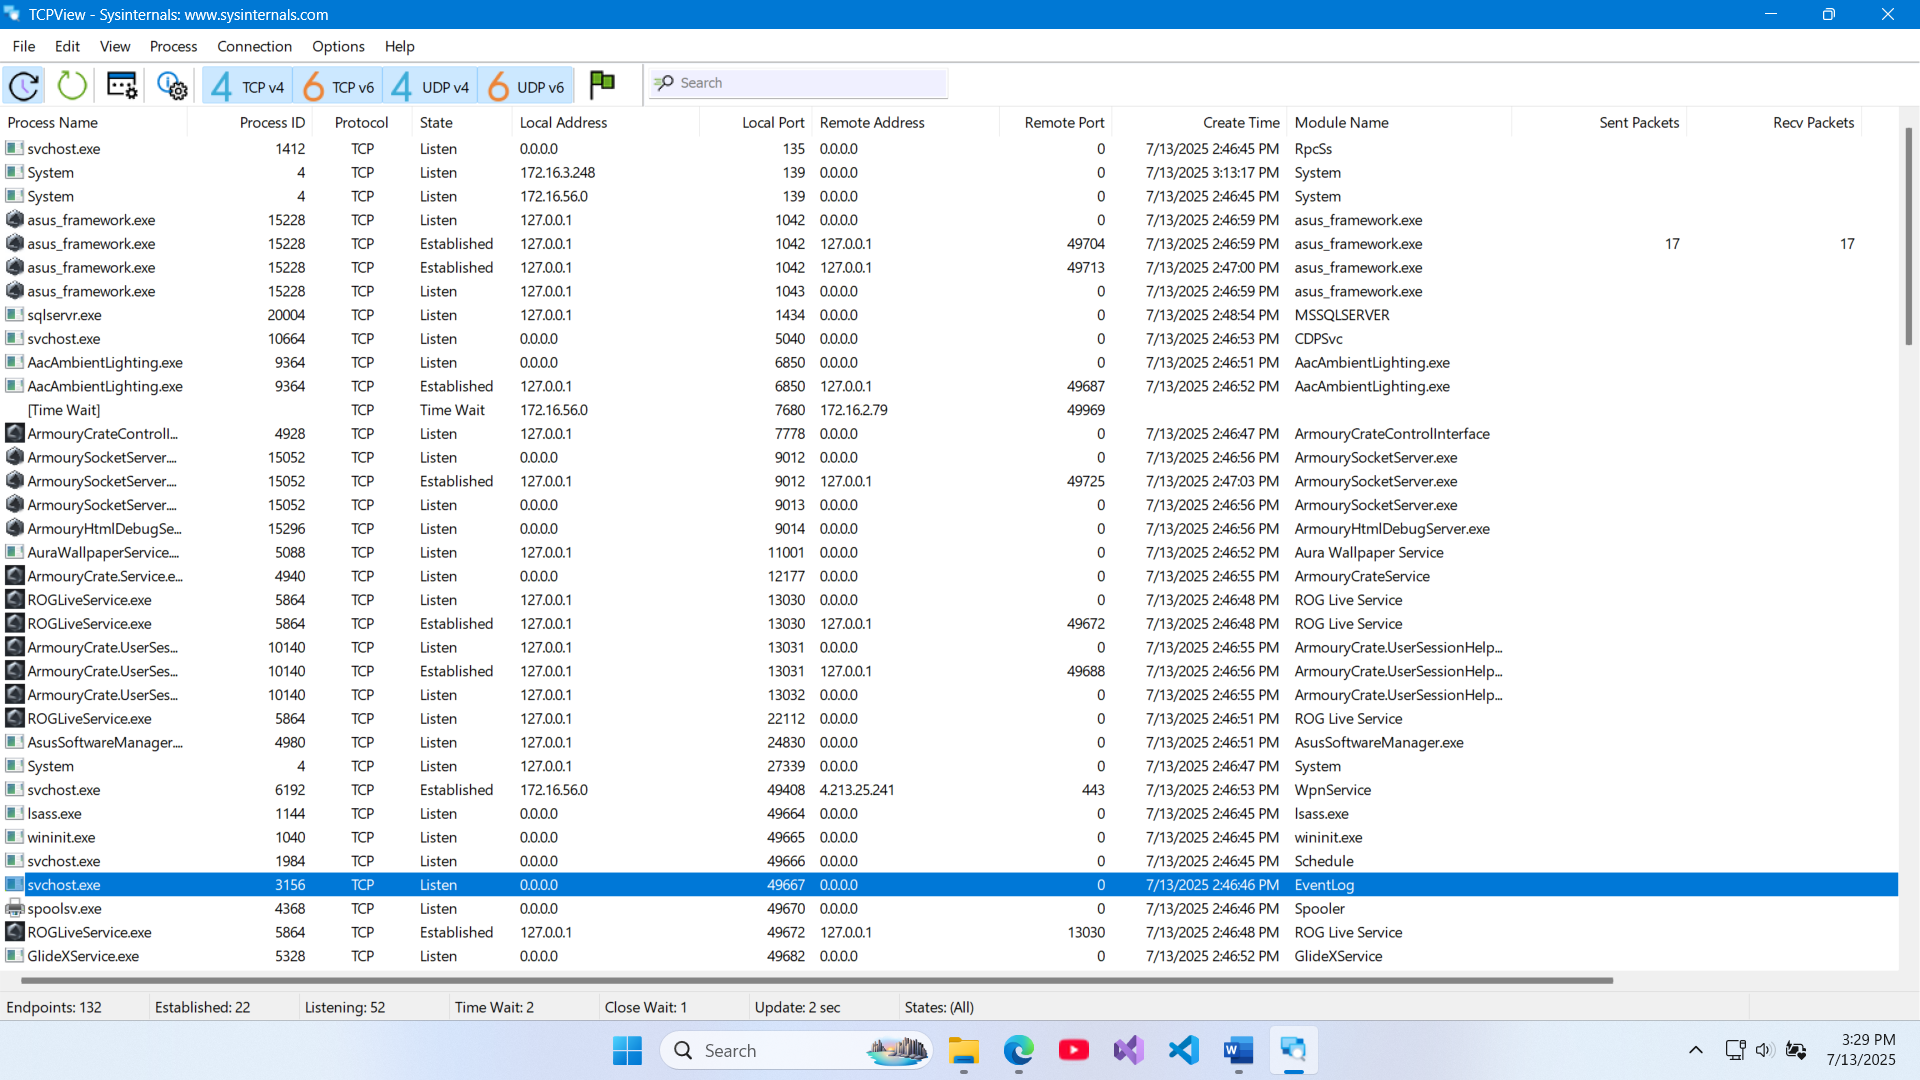 TCPView - Sysinternals: www.sysinternals.com
File Edit View Process Connection Options Help
4 TCP v4 6 TCP v6 4 UDP v4 6 UDP v6 Search
Process Name Process ID Protocol State Local Address Local Port Remote Address Remote Port Create Time Module Name Sent Packets Recv Packets
svchost.exe 1412 TCP Listen 0.0.0.0 135 0.0.0.0 0 7/13/2025 2:46:45 PM RpcSs
System 4 TCP Listen 172.16.3.248 139 0.0.0.0 0 7/13/2025 3:13:17 PM System
System 4 TCP Listen 172.16.56.0 139 0.0.0.0 0 7/13/2025 2:46:45 PM System
asus_framework.exe 15228 TCP Listen 127.0.0.1 1042 0.0.0.0 0 7/13/2025 2:46:59 PM asus_framework.exe
asus_framework.exe 15228 TCP Established 127.0.0.1 1042 127.0.0.1 49704 7/13/2025 2:46:59 PM asus_framework.exe 17 17
asus_framework.exe 15228 TCP Established 127.0.0.1 1042 127.0.0.1 49713 7/13/2025 2:47:00 PM asus_framework.exe
asus_framework.exe 15228 TCP Listen 127.0.0.1 1043 0.0.0.0 0 7/13/2025 2:46:59 PM asus_framework.exe
sqlservr.exe 20004 TCP Listen 127.0.0.1 1434 0.0.0.0 0 7/13/2025 2:48:54 PM MSSQLSERVER
svchost.exe 10664 TCP Listen 0.0.0.0 5040 0.0.0.0 0 7/13/2025 2:46:53 PM CDPSvc
AacAmbientLighting.exe 9364 TCP Listen 0.0.0.0 6850 0.0.0.0 0 7/13/2025 2:46:51 PM AacAmbientLighting.exe
AacAmbientLighting.exe 9364 TCP Established 127.0.0.1 6850 127.0.0.1 49687 7/13/2025 2:46:52 PM AacAmbientLighting.exe
[Time Wait] TCP Time Wait 172.16.56.0 7680 172.16.2.79 49969
ArmouryCrateControll... 4928 TCP Listen 127.0.0.1 7778 0.0.0.0 0 7/13/2025 2:46:47 PM ArmouryCrateControlInterface
ArmourySocketServer.... 15052 TCP Listen 0.0.0.0 9012 0.0.0.0 0 7/13/2025 2:46:56 PM ArmourySocketServer.exe
ArmourySocketServer.... 15052 TCP Established 127.0.0.1 9012 127.0.0.1 49725 7/13/2025 2:47:03 PM ArmourySocketServer.exe
ArmourySocketServer.... 15052 TCP Listen 0.0.0.0 9013 0.0.0.0 0 7/13/2025 2:46:56 PM ArmourySocketServer.exe
ArmouryHtmlDebugSe... 15296 TCP Listen 0.0.0.0 9014 0.0.0.0 0 7/13/2025 2:46:56 PM ArmouryHtmlDebugServer.exe
AuraWallpaperService.... 5088 TCP Listen 127.0.0.1 11001 0.0.0.0 0 7/13/2025 2:46:52 PM Aura Wallpaper Service
ArmouryCrate.Service.e... 4940 TCP Listen 0.0.0.0 12177 0.0.0.0 0 7/13/2025 2:46:55 PM ArmouryCrateService
ROGLiveService.exe 5864 TCP Listen 127.0.0.1 13030 0.0.0.0 0 7/13/2025 2:46:48 PM ROG Live Service
ROGLiveService.exe 5864 TCP Established 127.0.0.1 13030 127.0.0.1 49672 7/13/2025 2:46:48 PM ROG Live Service
ArmouryCrate.UserSes... 10140 TCP Listen 127.0.0.1 13031 0.0.0.0 0 7/13/2025 2:46:55 PM ArmouryCrate.UserSessionHelp...
ArmouryCrate.UserSes... 10140 TCP Established 127.0.0.1 13031 127.0.0.1 49688 7/13/2025 2:46:56 PM ArmouryCrate.UserSessionHelp...
ArmouryCrate.UserSes... 10140 TCP Listen 127.0.0.1 13032 0.0.0.0 0 7/13/2025 2:46:55 PM ArmouryCrate.UserSessionHelp...
ROGLiveService.exe 5864 TCP Listen 127.0.0.1 22112 0.0.0.0 0 7/13/2025 2:46:51 PM ROG Live Service
AsusSoftwareManager.... 4980 TCP Listen 127.0.0.1 24830 0.0.0.0 0 7/13/2025 2:46:51 PM AsusSoftwareManager.exe
System 4 TCP Listen 127.0.0.1 27339 0.0.0.0 0 7/13/2025 2:46:47 PM System
svchost.exe 6192 TCP Established 172.16.56.0 49408 4.213.25.241 443 7/13/2025 2:46:53 PM WpnService
lsass.exe 1144 TCP Listen 0.0.0.0 49664 0.0.0.0 0 7/13/2025 2:46:45 PM lsass.exe
wininit.exe 1040 TCP Listen 0.0.0.0 49665 0.0.0.0 0 7/13/2025 2:46:45 PM wininit.exe
svchost.exe 1984 TCP Listen 0.0.0.0 49666 0.0.0.0 0 7/13/2025 2:46:45 PM Schedule
svchost.exe 3156 TCP Listen 0.0.0.0 49667 0.0.0.0 0 7/13/2025 2:46:46 PM EventLog
spoolsv.exe 4368 TCP Listen 0.0.0.0 49670 0.0.0.0 0 7/13/2025 2:46:46 PM Spooler
ROGLiveService.exe 5864 TCP Established 127.0.0.1 49672 127.0.0.1 13030 7/13/2025 2:46:48 PM ROG Live Service
GlideXService.exe 5328 TCP Listen 0.0.0.0 49682 0.0.0.0 0 7/13/2025 2:46:52 PM GlideXService
Endpoints: 132 Established: 22 Listening: 52 Time Wait: 2 Close Wait: 1 Update: 2 sec States: (All)
Search
3:29 PM
7/13/2025